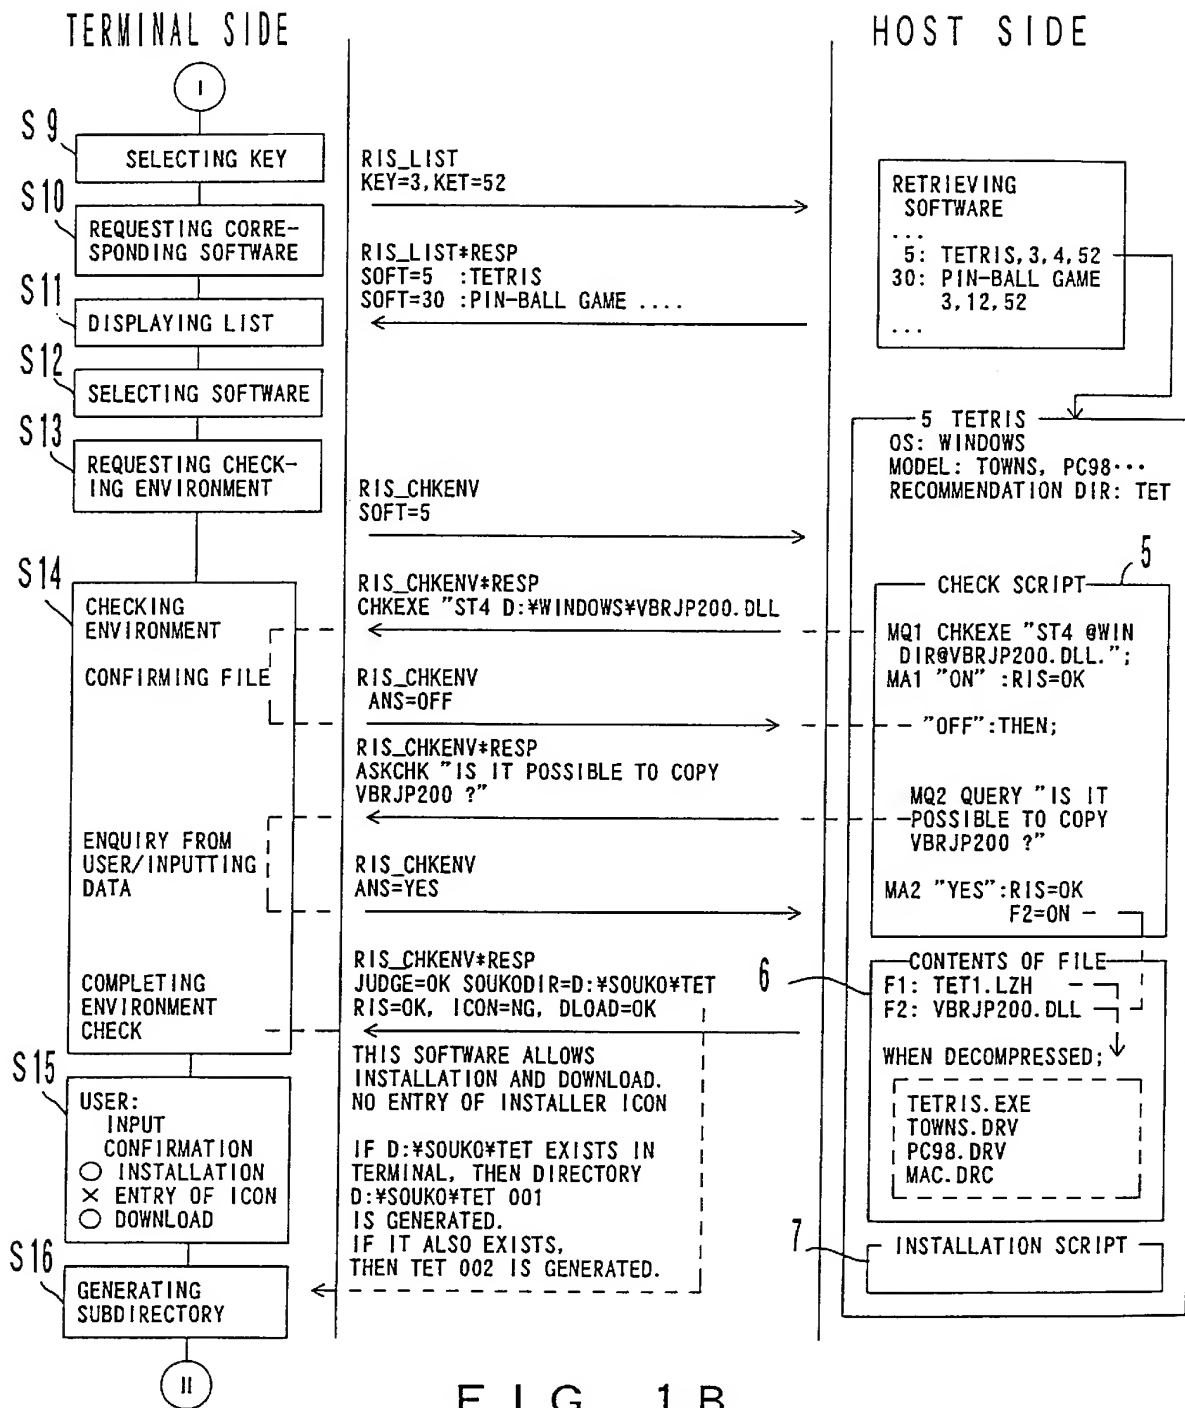 TERMINAL SIDE
HOST SIDE
I
S9
SELECTING KEY
S10
REQUESTING CORRE-
SPONDING SOFTWARE
S11
DISPLAYING LIST
S12
SELECTING SOFTWARE
S13
REQUESTING CHECK-
ING ENVIRONMENT
S14
CHECKING
ENVIRONMENT
CONFIRMING FILE
ENQUIRY FROM
USER/INPUTTING
DATA
COMPLETING
ENVIRONMENT
CHECK
S15
USER:
INPUT
CONFIRMATION
○ INSTALLATION
× ENTRY OF ICON
○ DOWNLOAD
S16
GENERATING
SUBDIRECTORY
II
RIS_LIST
KEY=3,KET=52
RIS_LIST*RESP
SOFT=5 :TETRIS
SOFT=30 :PIN-BALL GAME ....
RIS_CHKENV
SOFT=5
RIS_CHKENV*RESP
CHKEXE "ST4 D:¥WINDOWS¥VBRJP200.DLL
RIS_CHKENV
ANS=OFF
RIS_CHKENV*RESP
ASKCHK "IS IT POSSIBLE TO COPY
VBRJP200 ?"
RIS_CHKENV
ANS=YES
RIS_CHKENV*RESP
JUDGE=OK SOUKODIR=D:¥SOUKO¥TET
RIS=OK, ICON=NG, DLOAD=OK
THIS SOFTWARE ALLOWS
INSTALLATION AND DOWNLOAD.
NO ENTRY OF INSTALLER ICON
IF D:¥SOUKO¥TET EXISTS IN
TERMINAL, THEN DIRECTORY
D:¥SOUKO¥TET 001
IS GENERATED.
IF IT ALSO EXISTS,
THEN TET 002 IS GENERATED.
RETRIEVING
SOFTWARE
...
5: TETRIS,3,4,52
30: PIN-BALL GAME
3,12,52
...
5 TETRIS
OS: WINDOWS
MODEL: TOWNS, PC98···
RECOMMENDATION DIR: TET
5
CHECK SCRIPT
MQ1 CHKEXE "ST4 @WIN
DIR@VBRJP200.DLL.";
MA1 "ON" :RIS=OK
"OFF":THEN;
MQ2 QUERY "IS IT
POSSIBLE TO COPY
VBRJP200 ?"
MA2 "YES":RIS=OK
F2=ON
6
CONTENTS OF FILE
F1: TET1.LZH
F2: VBRJP200.DLL
WHEN DECOMPRESSED;
TETRIS.EXE
TOWNS.DRV
PC98.DRV
MAC.DRC
7
INSTALLATION SCRIPT
FIG. 1B